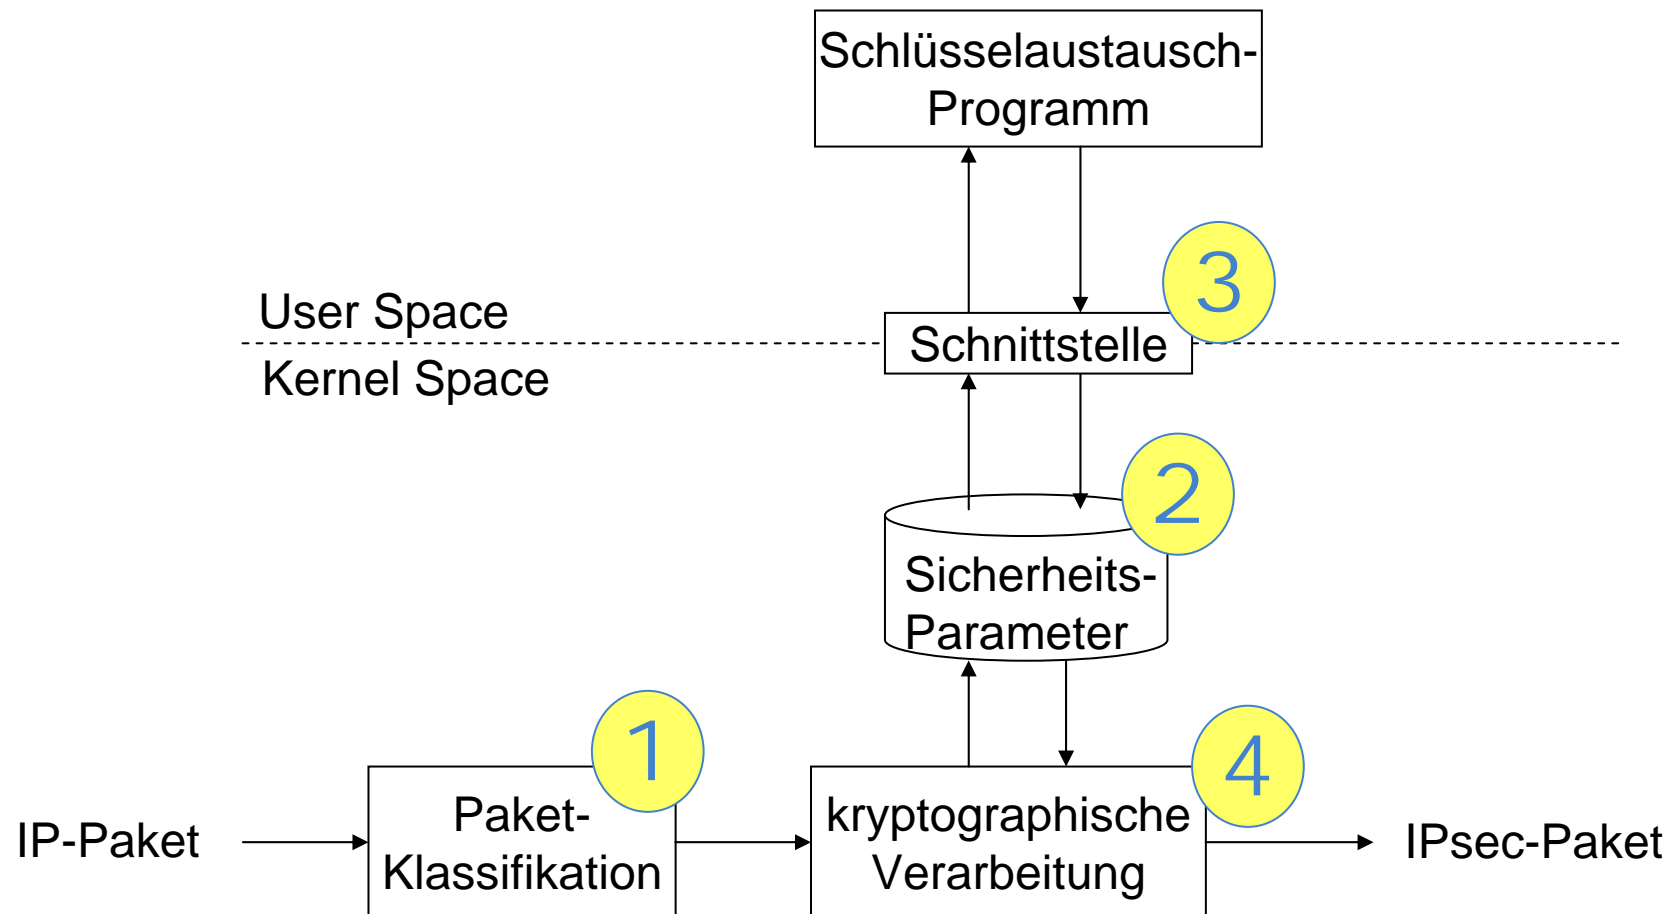 Schlüsselaustausch-
Programm
3
User Space
Schnittstelle
Kernel Space
2
Sicherheits-
Parameter
1
4
Paket-
Klassifikation
kryptographische
Verarbeitung
IP-Paket
IPsec-Paket